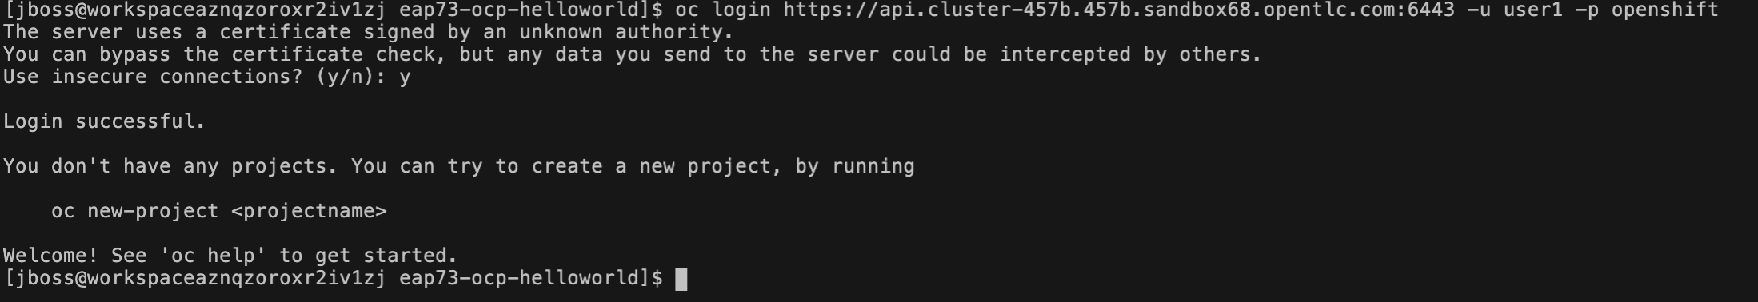 [jboss@workspaceaznqzoroxr2iv1zj eap73-ocp-helloworld]$ oc login https://api.cluster-457b.457b.sandbox68.opentlc.com:6443 -u user1 -p openshift
The server uses a certificate signed by an unknown authority.
You can bypass the certificate check, but any data you send to the server could be intercepted by others.
Use insecure connections? (y/n): y
Login successful.
You don't have any projects. You can try to create a new project, by running
oc new-project <projectname>
Welcome! See 'oc help' to get started.
[jboss@workspaceaznqzoroxr2iv1zj eap73-ocp-helloworld]$